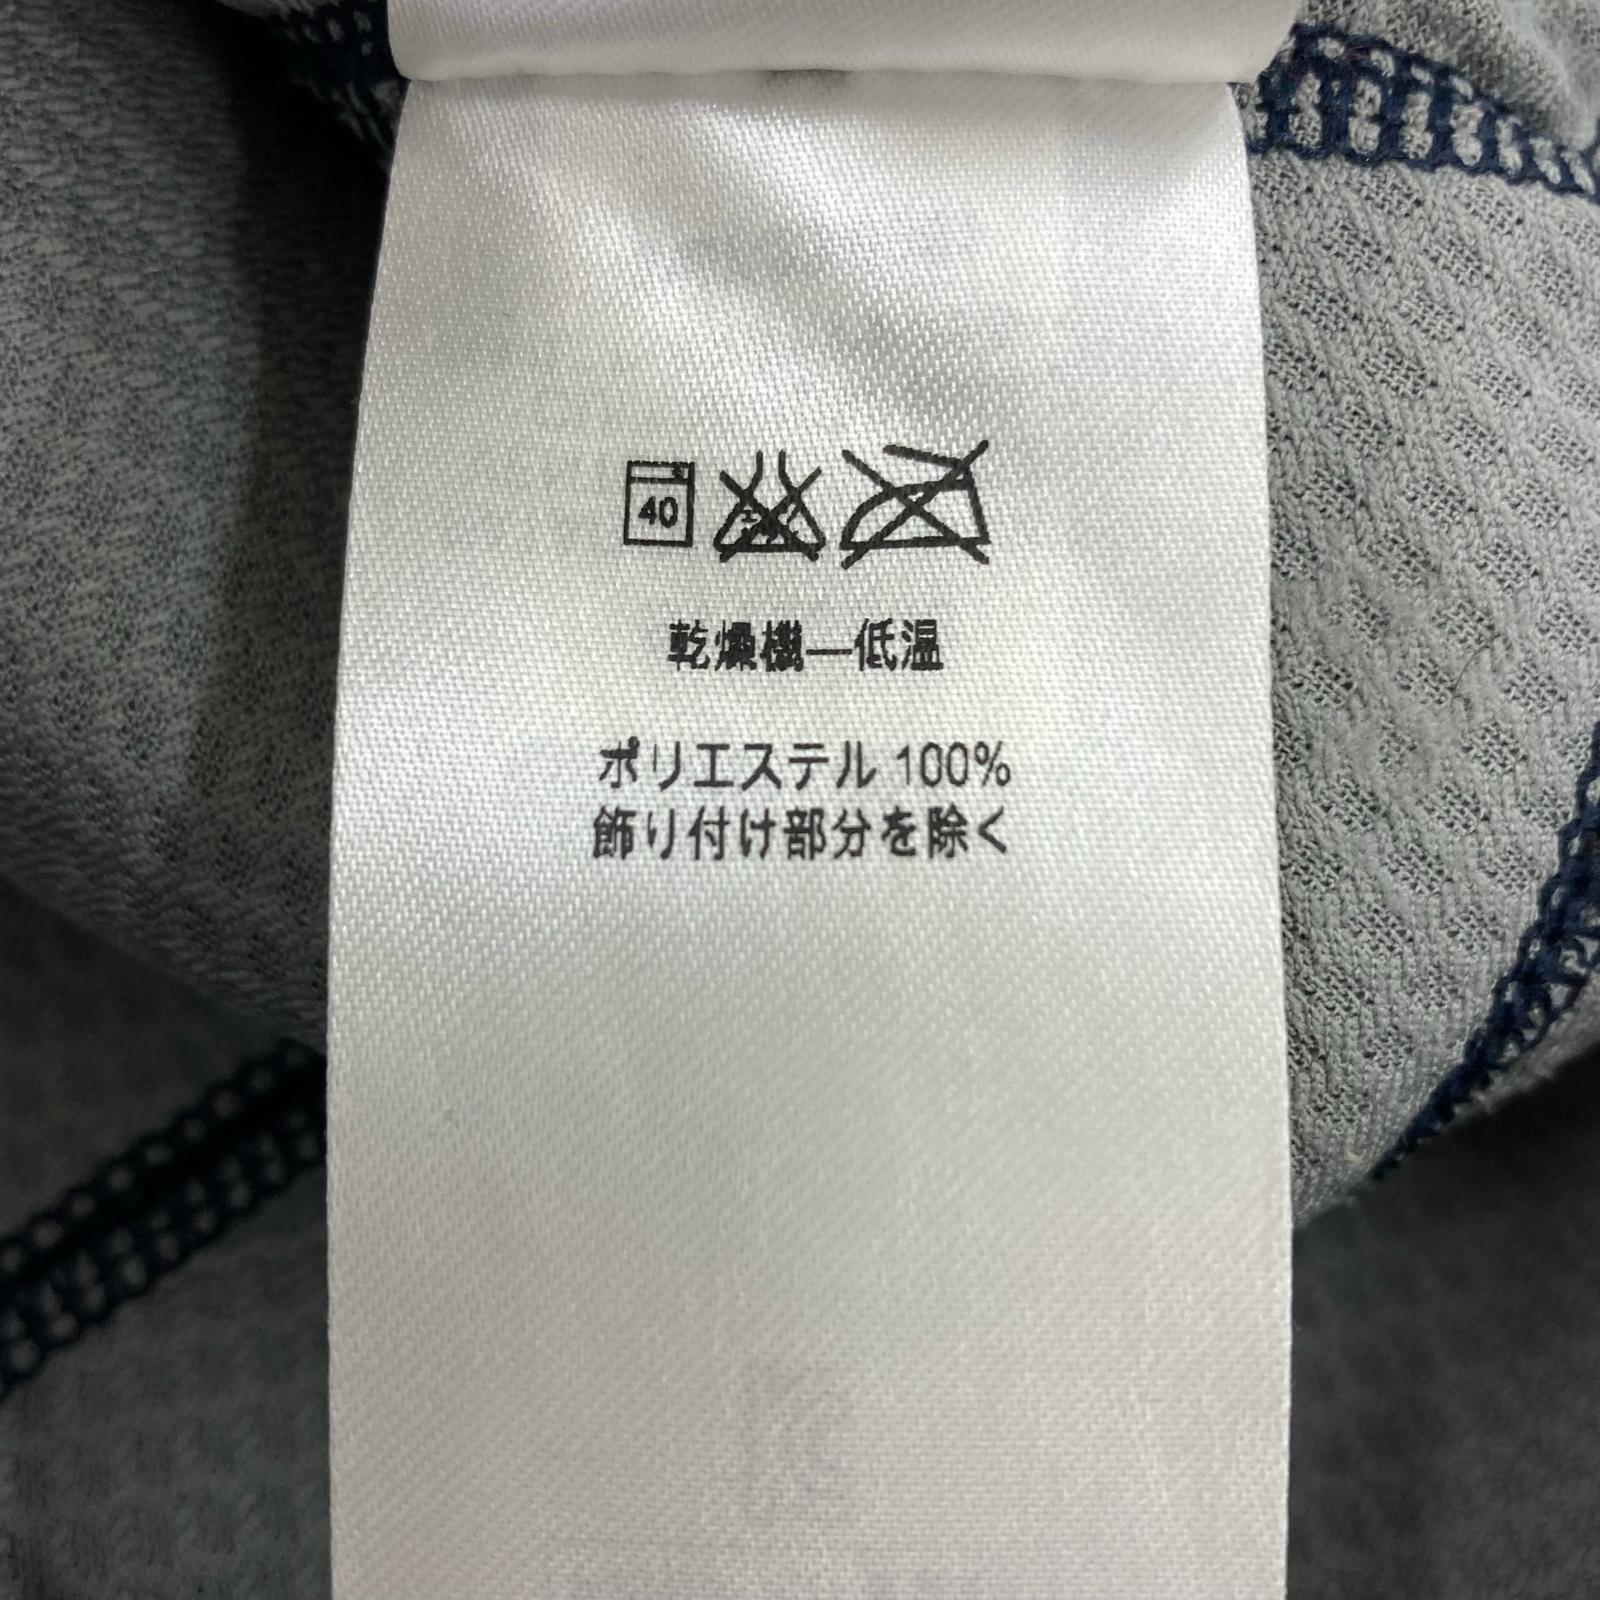 40
乾燥機—低温
ポリエステル 100%
飾り付け部分を除く